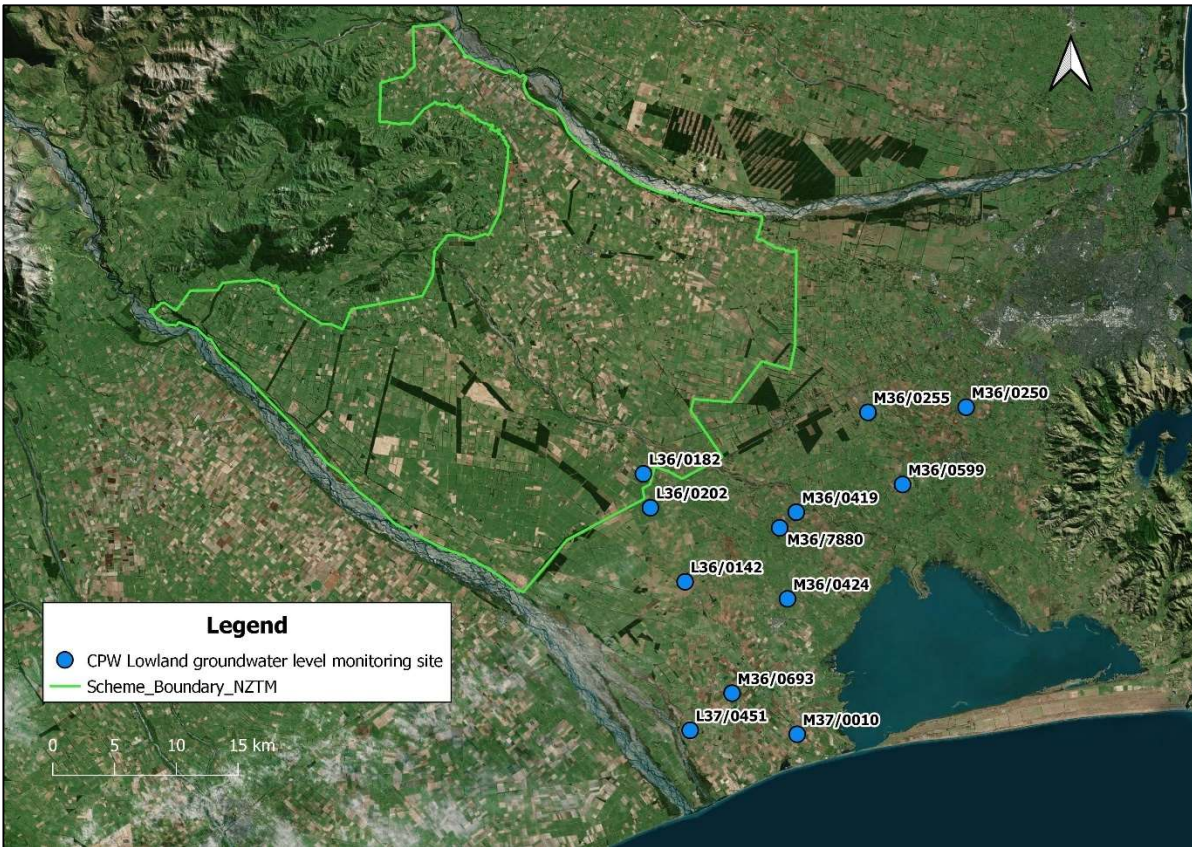 M36/0255
M36/0250
L36/0182
M36/0599
L36/0202
M36/0419
M36/7880
L36/0142
M36/0424
Legend
CPW Lowland groundwater level monitoring site
Scheme_Boundary_NZTM
M36/0693
L37/0451
M37/0010
0 5 10 15 km